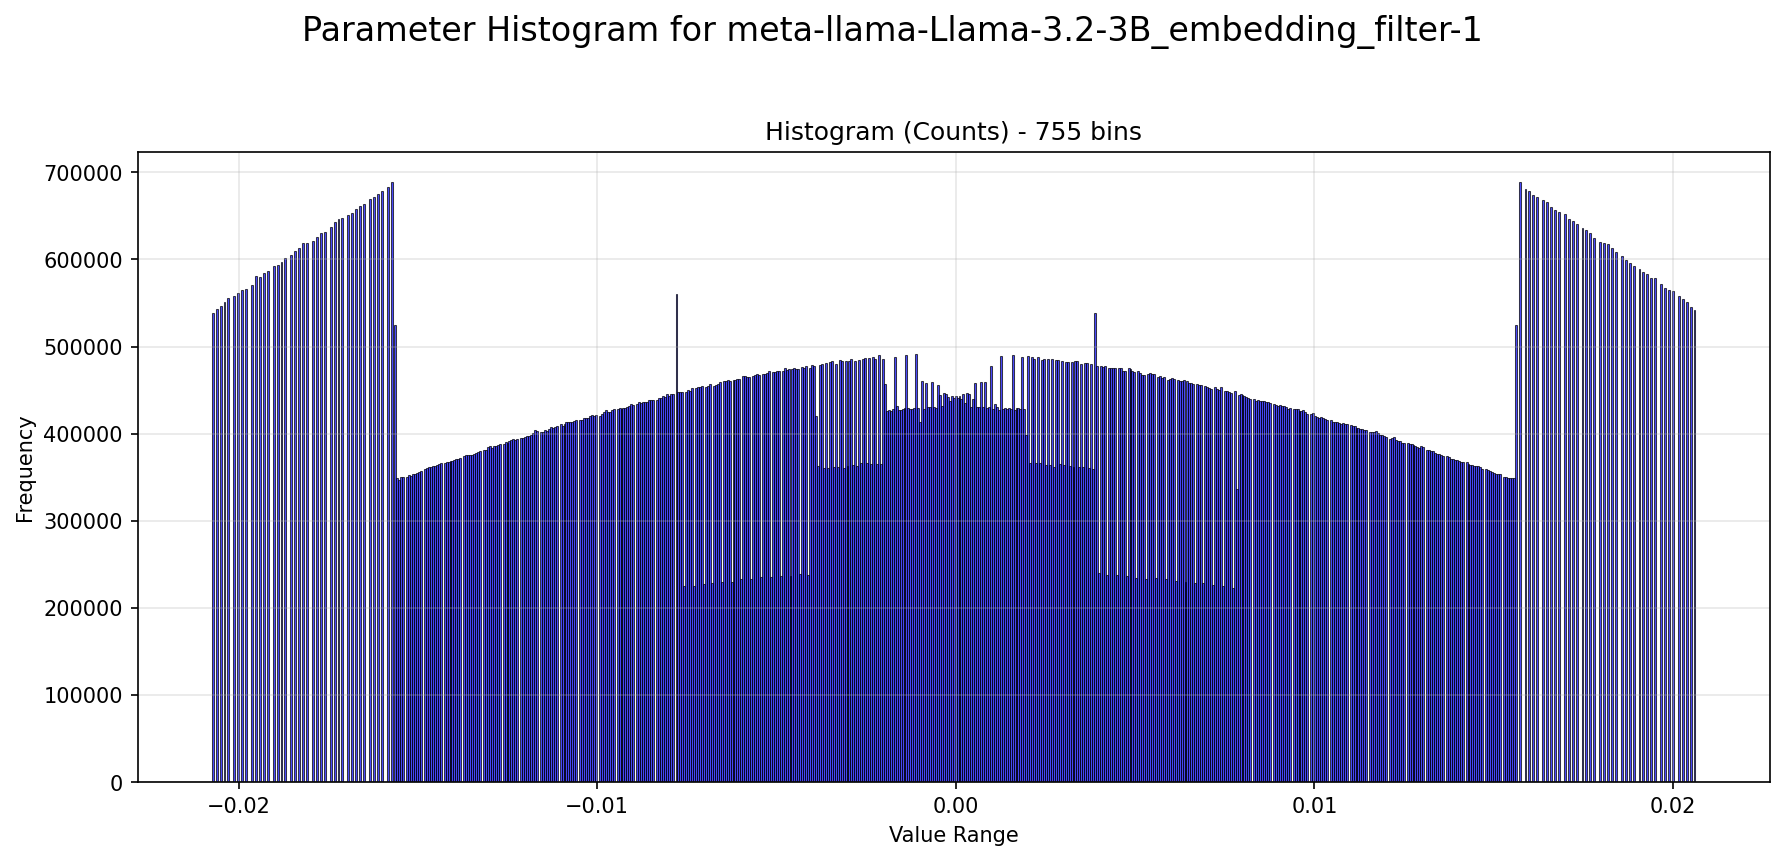 Parameter Histogram for meta-llama-Llama-3.2-3B_embedding_filter-1
Histogram (Counts) - 755 bins
700000
600000
500000
400000
300000
200000
100000
0
Frequency
−0.02 −0.01 0.00 0.01 0.02
Value Range